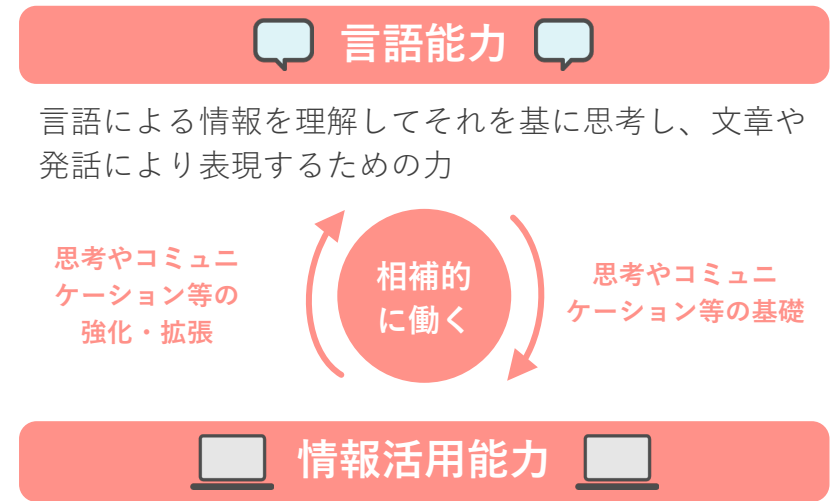 言語能力
言語による情報を理解してそれを基に思考し、文章や
発話により表現するための力
思考やコミュニ
ケーション等の
強化・拡張
相補的
に働く
思考やコミュニ
ケーション等の基礎
情報活用能力